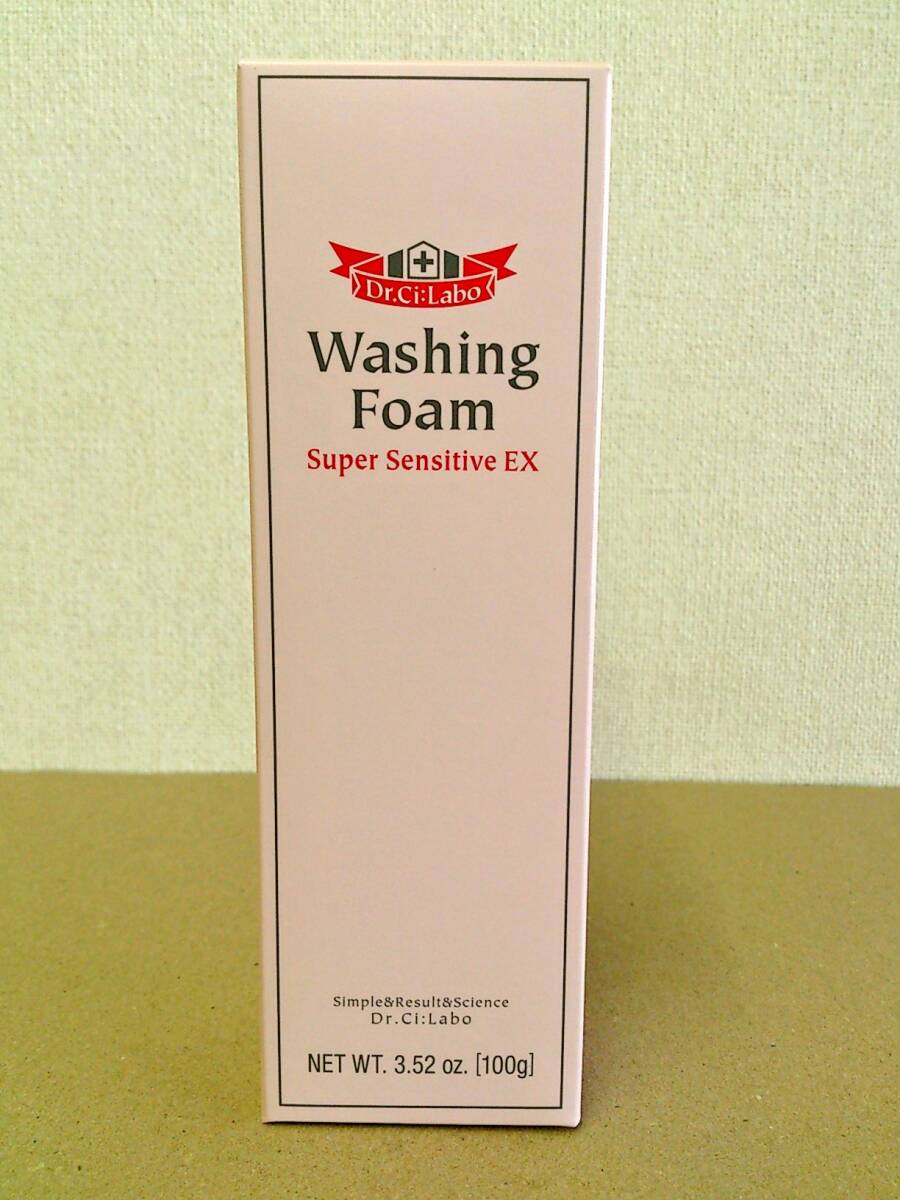 Dr.Ci:Labo
Washing
Foam
Super Sensitive EX
Simple&Result&Science
Dr.Ci:Labo
NET WT. 3.52 oz. [100g]